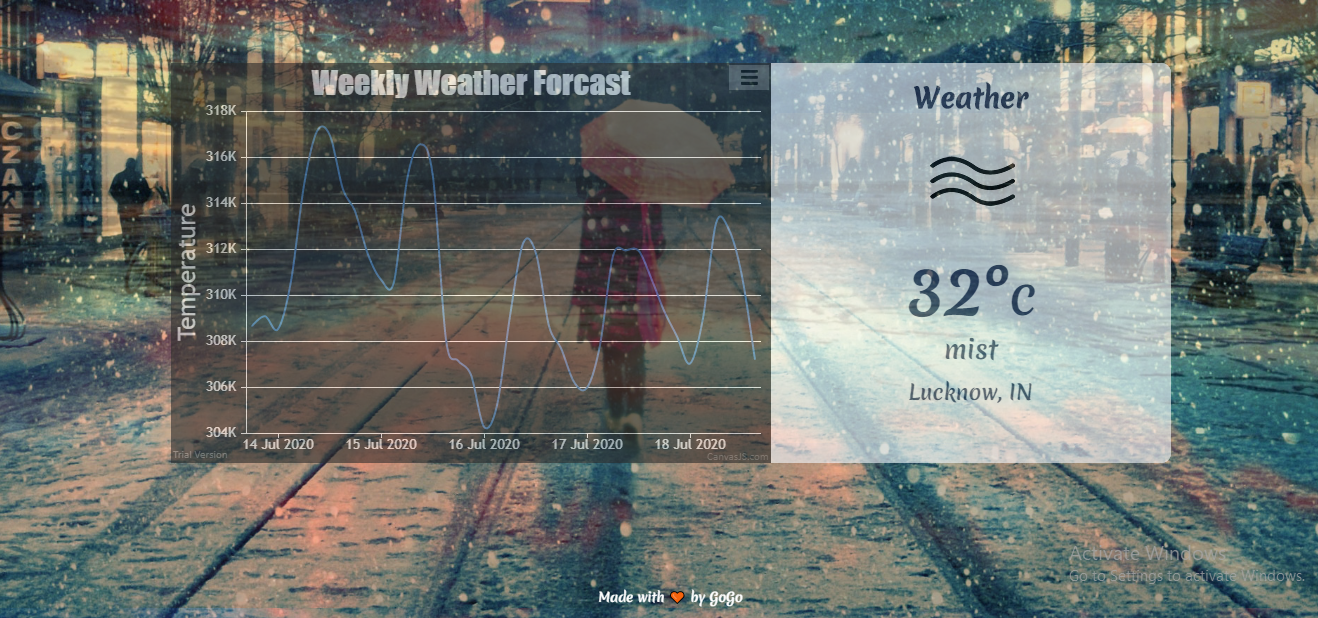 Weekly Weather Forcast
318K
316K
314K
312K
310K
308K
306K
304K
Temperature
14 Jul 2020 15 Jul 2020 16 Jul 2020 17 Jul 2020 18 Jul 2020
Trial Version
CanvasJS.com
Weather
32°c
mist
Lucknow, IN
Activate Windows
Go to Settings to activate Windows.
Made with 🧡 by GoGo